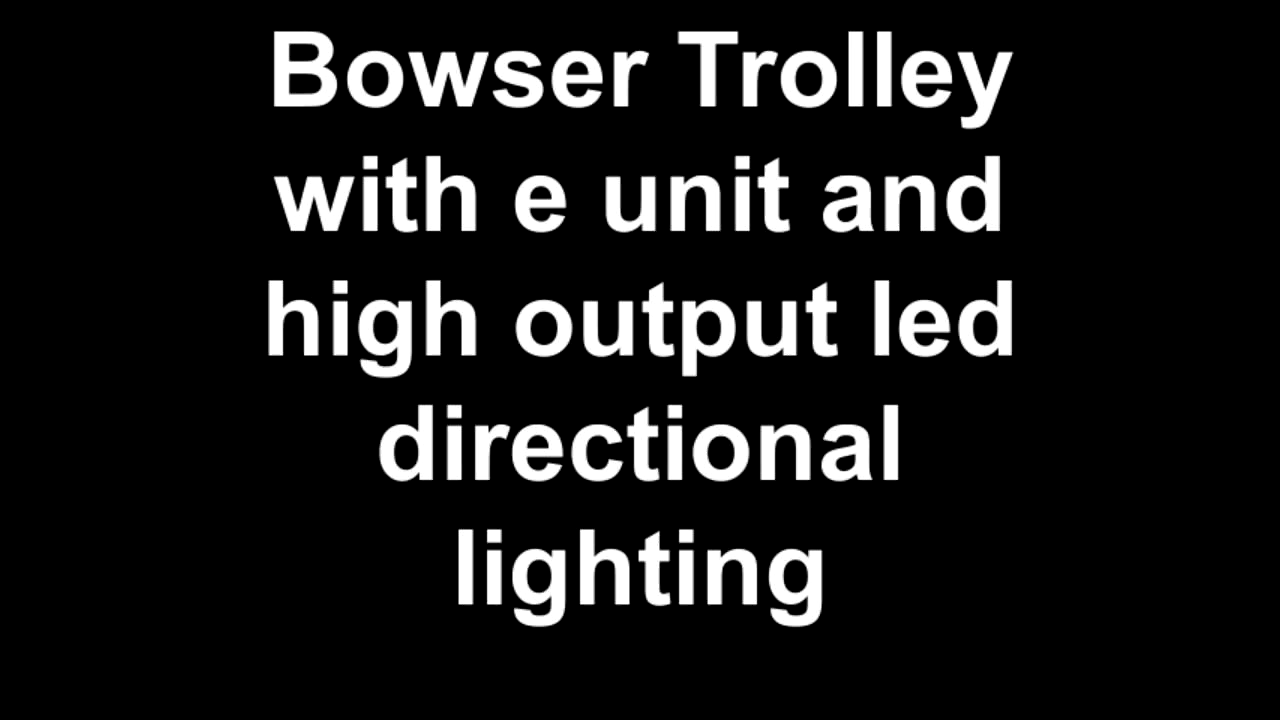 Bowser Trolley
with e unit and
high output led
directional
lighting